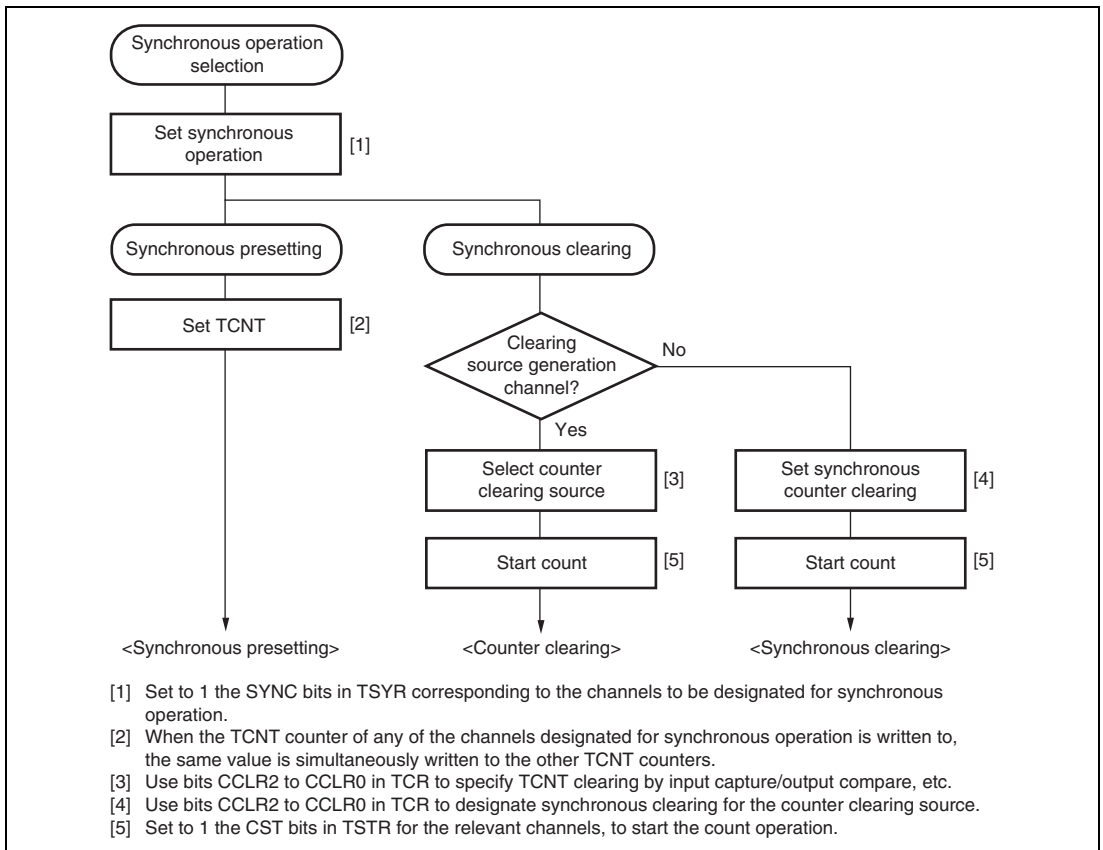 Synchronous operation
selection
Set synchronous
operation
[1]
Synchronous presetting
Synchronous clearing
Set TCNT
[2]
Clearing
source generation
channel?
No
Yes
Select counter
clearing source
[3]
Set synchronous
counter clearing
[4]
Start count
[5]
Start count
[5]
<Synchronous presetting>
<Counter clearing>
<Synchronous clearing>
[1] Set to 1 the SYNC bits in TSYR corresponding to the channels to be designated for synchronous
operation.
[2] When the TCNT counter of any of the channels designated for synchronous operation is written to,
the same value is simultaneously written to the other TCNT counters.
[3] Use bits CCLR2 to CCLR0 in TCR to specify TCNT clearing by input capture/output compare, etc.
[4] Use bits CCLR2 to CCLR0 in TCR to designate synchronous clearing for the counter clearing source.
[5] Set to 1 the CST bits in TSTR for the relevant channels, to start the count operation.